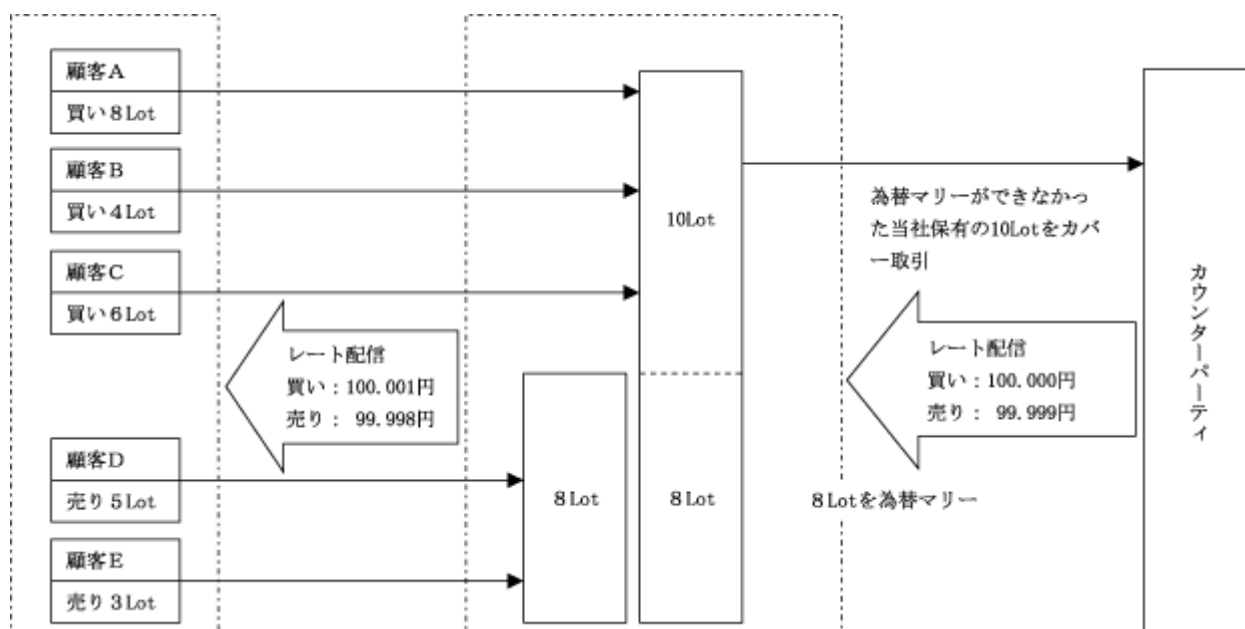 顧客A
買い8Lot
顧客B
買い4Lot
顧客C
買い6Lot
レート配信
買い:100.001円
売り: 99.998円
顧客D
売り5Lot
顧客E
売り3Lot
10Lot
8Lot
8Lot
為替マリーができなかっ
た当社保有の10Lotをカバ
ー取引
レート配信
買い:100.000円
売り: 99.999円
8Lotを為替マリー
カウンターパーティ